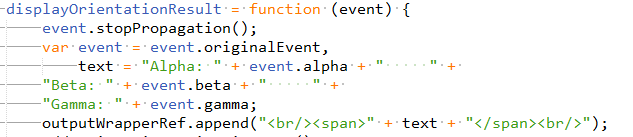 displayOrientationResult = function (event) {
event.stopPropagation();
var event = event.originalEvent,
text = "Alpha: " + event.alpha + "     " +
"Beta: " + event.beta + "     " +
"Gamma: " + event.gamma;
outputWrapperRef.append("<br/><span>" + text + "</span><br/>");